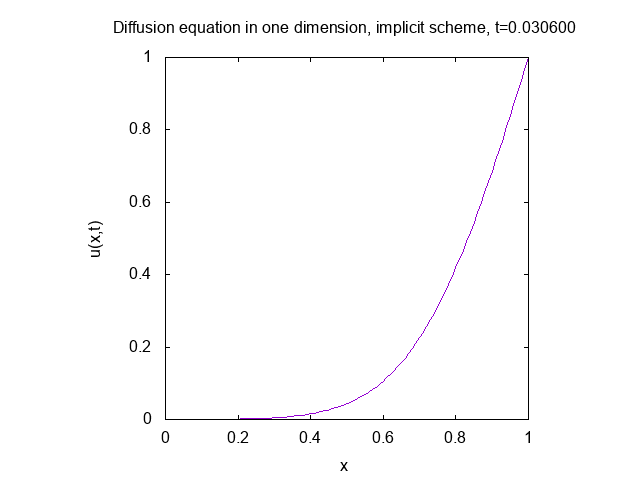 Diffusion equation in one dimension, implicit scheme, t=0.030600
1
0.8
0.6
0.4
0.2
0
u(x,t)
0 0.2 0.4 0.6 0.8 1
x